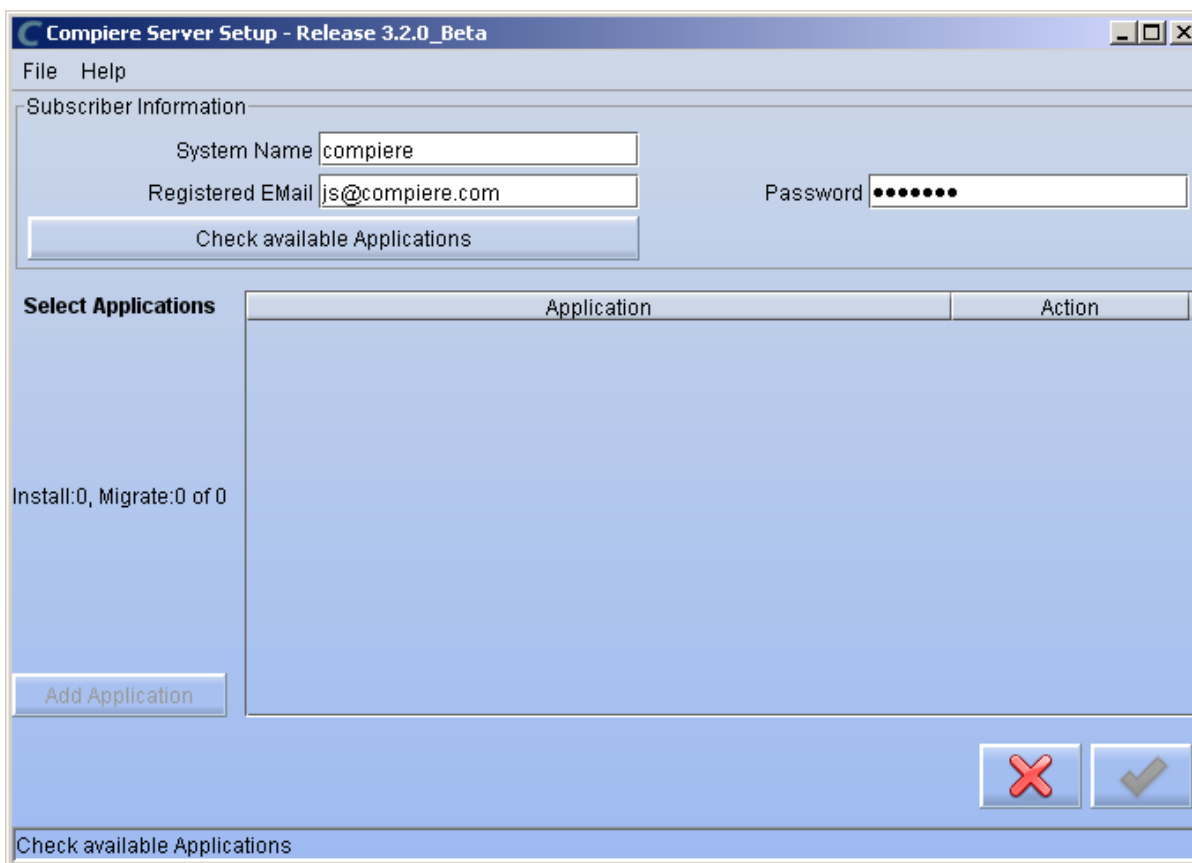 Compiere Server Setup - Release 3.2.0_Beta
File Help
Subscriber Information
System Name compiere
Registered EMail js@compiere.com Password •••••••
Check available Applications
Select Applications Application Action
Install:0, Migrate:0 of 0
Add Application
Check available Applications